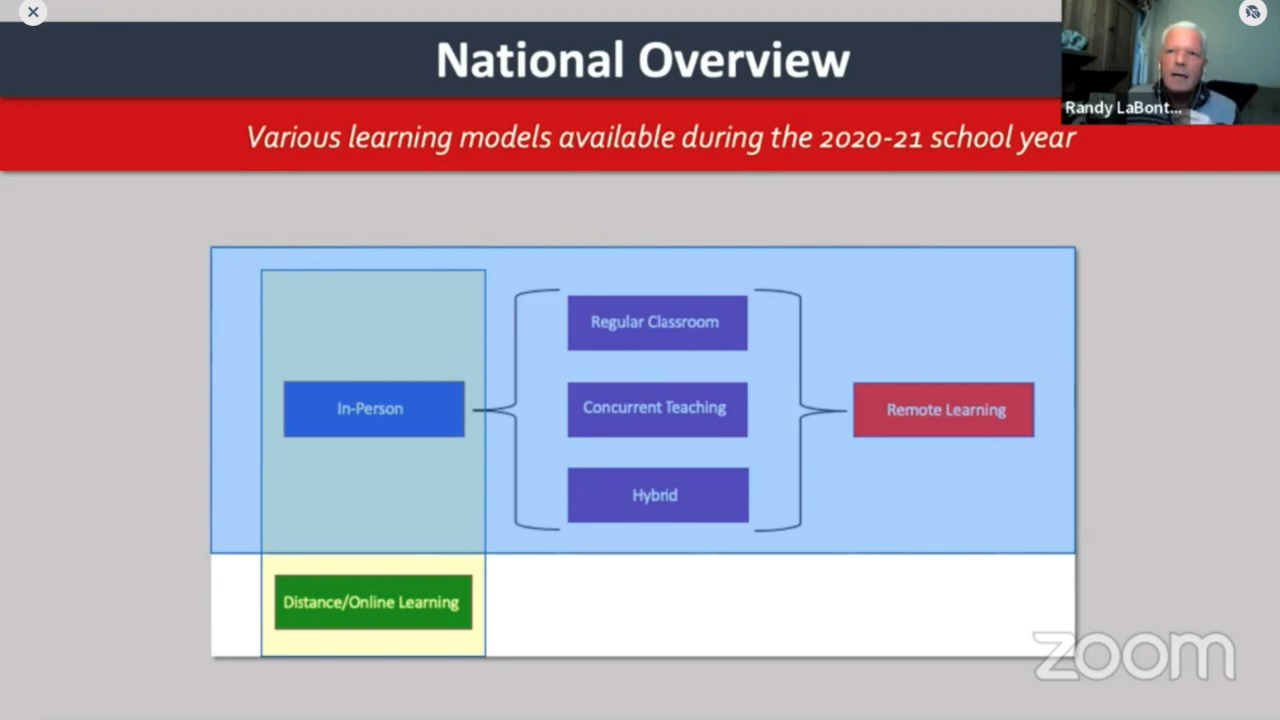 National Overview
Randy LaBont...
Various learning models available during the 2020-21 school year
Regular Classroom
In-Person
Concurrent Teaching
Remote Learning
Hybrid
Distance/Online Learning
zoom